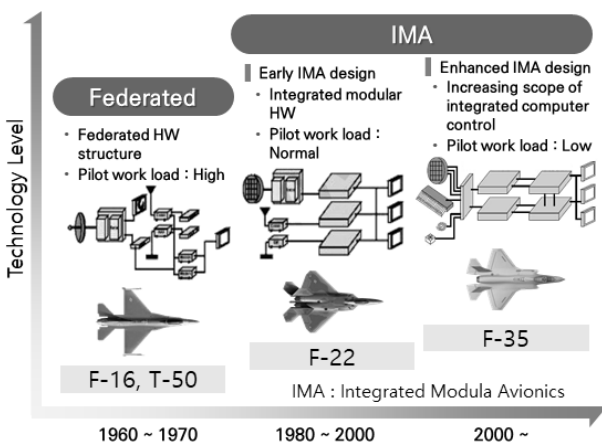 IMA
Federated
· Federated HW
structure
· Pilot work load : High
Early IMA design
· Integrated modular
HW
· Pilot work load :
Normal
Enhanced IMA design
· Increasing scope of
integrated computer
control
· Pilot work load : Low
Technology Level
F-16, T-50
F-22
F-35
IMA : Integrated Modula Avionics
1960 ~ 1970
1980 ~ 2000
2000 ~